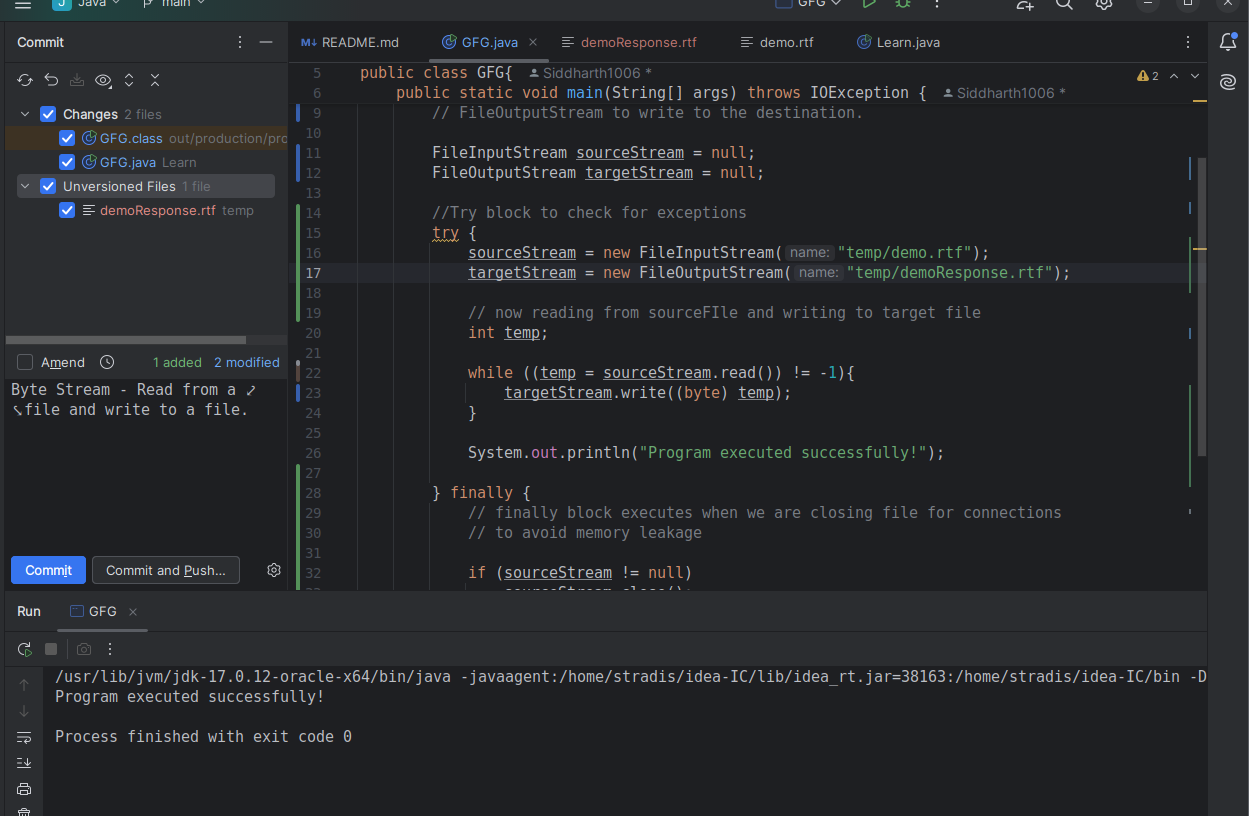 J Java main GFG
Commit
README.md GFG.java demoResponse.rtf demo.rtf Learn.java
Changes 2 files
GFG.class out/production/pro
GFG.java Learn
Unversioned Files 1 file
demoResponse.rtf temp
Amend 1 added 2 modified
Byte Stream - Read from a
file and write to a file.
Commit Commit and Push...
2
5 public class GFG{ Siddharth1006 *
6 public static void main(String[] args) throws IOException { Siddharth1006 *
9 // FileOutputStream to write to the destination.
10
11 FileInputStream sourceStream = null;
12 FileOutputStream targetStream = null;
13
14 //Try block to check for exceptions
15 try {
16 sourceStream = new FileInputStream( name: "temp/demo.rtf");
17 targetStream = new FileOutputStream( name: "temp/demoResponse.rtf");
18
19 // now reading from sourceFIle and writing to target file
20 int temp;
21
22 while ((temp = sourceStream.read()) != -1){
23 targetStream.write((byte) temp);
24 }
25
26 System.out.println("Program executed successfully!");
27
28 } finally {
29 // finally block executes when we are closing file for connections
30 // to avoid memory leakage
31
32 if (sourceStream != null)
Run GFG
/usr/lib/jvm/jdk-17.0.12-oracle-x64/bin/java -javaagent:/home/stradis/idea-IC/lib/idea_rt.jar=38163:/home/stradis/idea-IC/bin -D
Program executed successfully!
Process finished with exit code 0